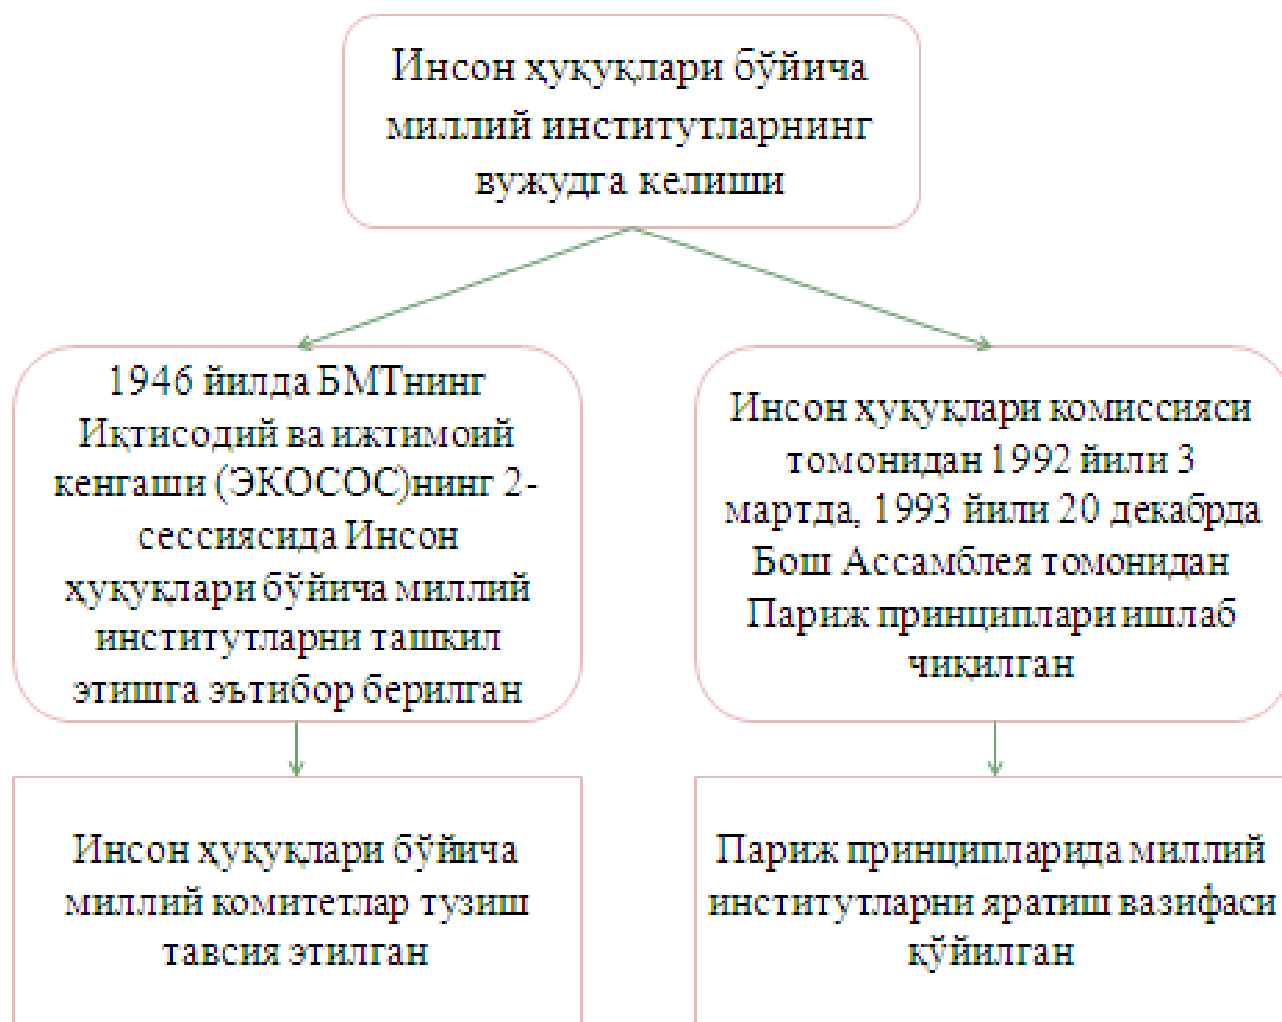 Инсон ҳуқуқлари бўйича
миллий институтларнинг
вужудга келиши
1946 йилда БМТнинг
Иқтисодий ва ижтимоий
кенгаши (ЭКОСОС)нинг 2-
сессиясида Инсон
ҳуқуқлари бўйича миллий
институтларни ташкил
этишга эътибор берилган
Инсон ҳуқуқлари комиссияси
томонидан 1992 йили 3
мартда, 1993 йили 20 декабрда
Бош Ассамблея томонидан
Париж принциплари ишлаб
чиқилган
Инсон ҳуқуқлари бўйича
миллий комитетлар тузиш
тавсия этилган
Париж принципларида миллий
институтларни яратиш вазифаси
қўйилган